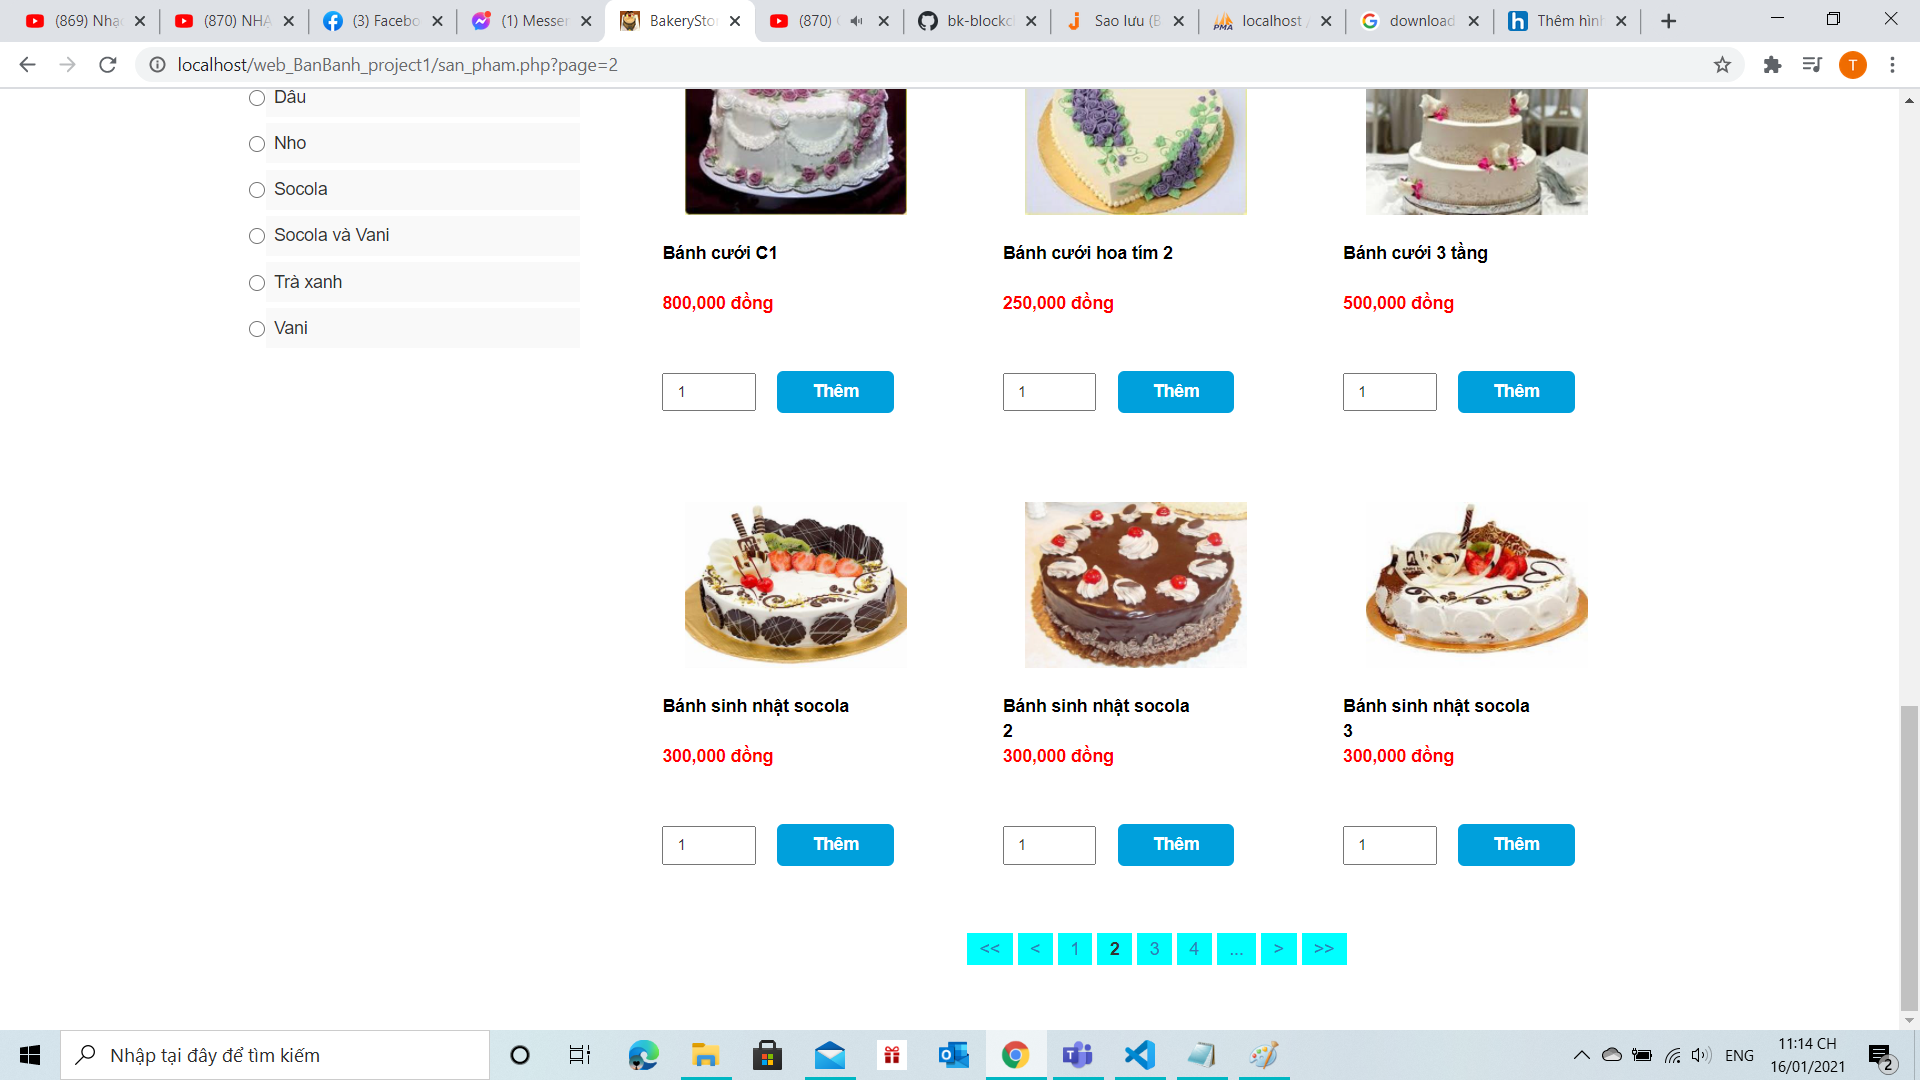 (869) Nhạc
(870) NHẠ
(3) Facebo
(1) Messen
BakerySto
(870)
bk-blockch
Sao lưu (B
localhost /
download
Thêm hình
localhost/web_BanBanh_project1/san_pham.php?page=2
T
Dâu
Nho
Socola
Socola và Vani
Trà xanh
Vani
Bánh cưới C1
Bánh cưới hoa tím 2
Bánh cưới 3 tầng
800,000 đồng
250,000 đồng
500,000 đồng
1 Thêm
1 Thêm
1 Thêm
Bánh sinh nhật socola
Bánh sinh nhật socola
2
Bánh sinh nhật socola
3
300,000 đồng
300,000 đồng
300,000 đồng
1 Thêm
1 Thêm
1 Thêm
<< < 1 2 3 4 ... > >>
Nhập tại đây để tìm kiếm
ENG
11:14 CH
16/01/2021
2